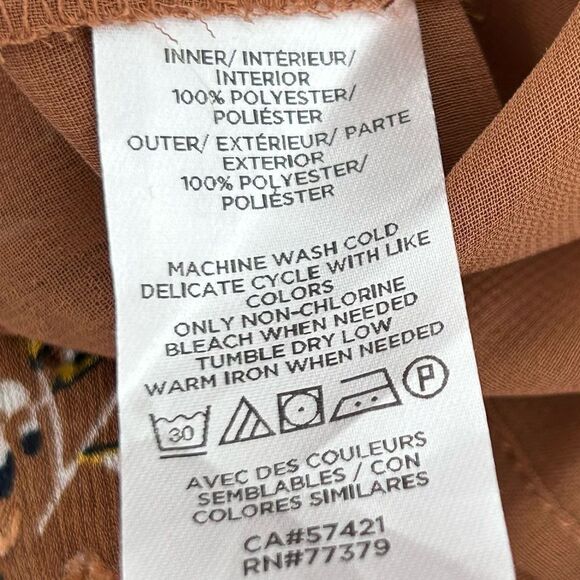 INNER/ INTÉRIEUR/
INTERIOR
100% POLYESTER/
POLIÉSTER
OUTER/ EXTÉRIEUR/ PARTE
EXTERIOR
100% POLYESTER/
POLIÉSTER
MACHINE WASH COLD
DELICATE CYCLE WITH LIKE
COLORS
ONLY NON-CHLORINE
BLEACH WHEN NEEDED
TUMBLE DRY LOW
WARM IRON WHEN NEEDED
30 P
AVEC DES COULEURS
SEMBLABLES / CON
COLORES SIMILARES
CA#57421
RN#77379